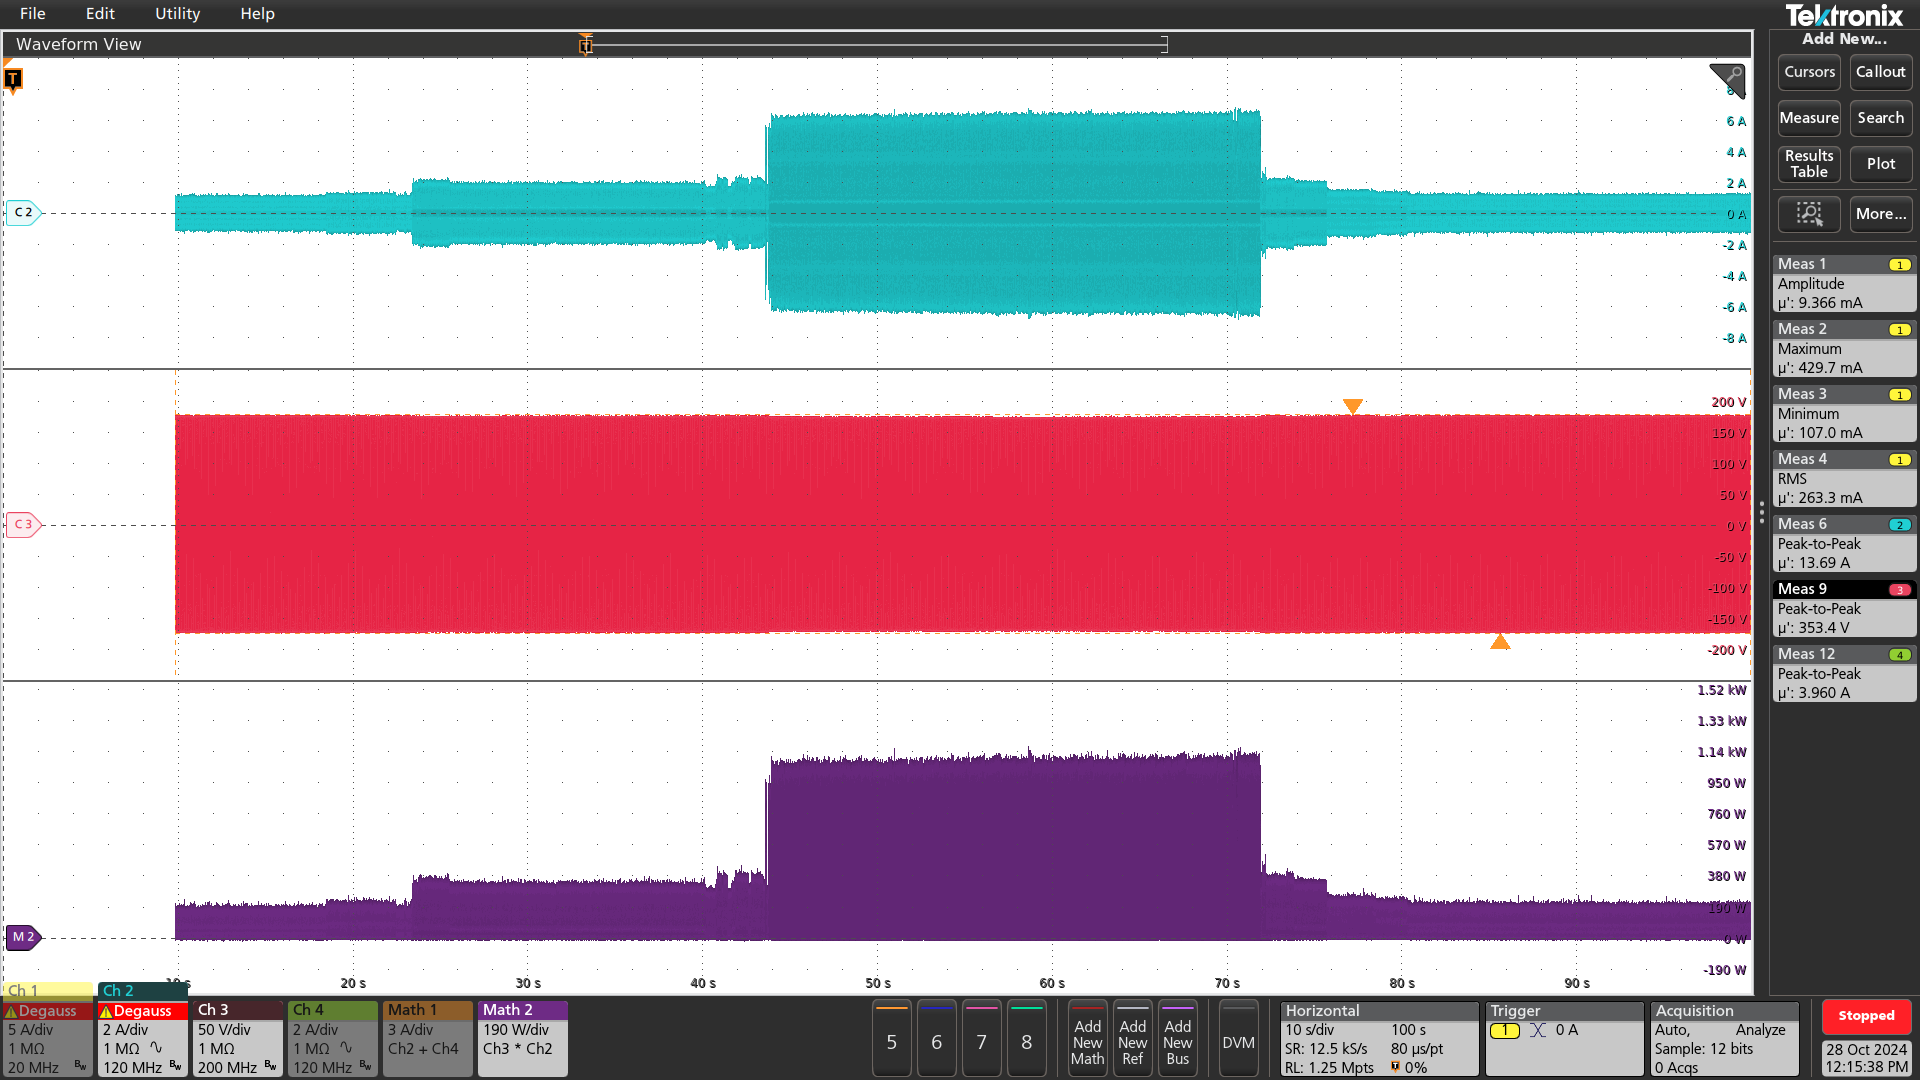 File Edit Utility Help
Tektronix
Waveform View
Add New...
T
T
Cursors Callout
Measure Search
Results Table Plot
More...
8
6 A
4 A
2 A
0 A
-2 A
-4 A
-6 A
-8 A
C 2
200 V
150 V
100 V
50 V
0 V
-50 V
-100 V
-150 V
-200 V
C 3
1.52 kW
1.33 kW
1.14 kW
950 W
760 W
570 W
380 W
190 W
0 W
-190 W
M 2
10 s 20 s 30 s 40 s 50 s 60 s 70 s 80 s 90 s
Meas 1 1
Amplitude
µ': 9.366 mA
Meas 2 1
Maximum
µ': 429.7 mA
Meas 3 1
Minimum
µ': 107.0 mA
Meas 4 1
RMS
µ': 263.3 mA
Meas 6 2
Peak-to-Peak
µ': 13.69 A
Meas 9 3
Peak-to-Peak
µ': 353.4 V
Meas 12 4
Peak-to-Peak
µ': 3.960 A
Ch 1
Degauss
5 A/div
1 MΩ
20 MHz Bw
Ch 2
Degauss
2 A/div
1 MΩ
120 MHz Bw
Ch 3
50 V/div
1 MΩ
200 MHz Bw
Ch 4
2 A/div
1 MΩ
120 MHz Bw
Math 1
3 A/div
Ch2 + Ch4
Math 2
190 W/div
Ch3 * Ch2
5 6 7 8
Add New Math
Add New Ref
Add New Bus
DVM
Horizontal
10 s/div 100 s
SR: 12.5 kS/s 80 µs/pt
RL: 1.25 Mpts T 0%
Trigger
1 0 A
Acquisition
Auto, Analyze
Sample: 12 bits
0 Acqs
Stopped
28 Oct 2024
12:15:38 PM